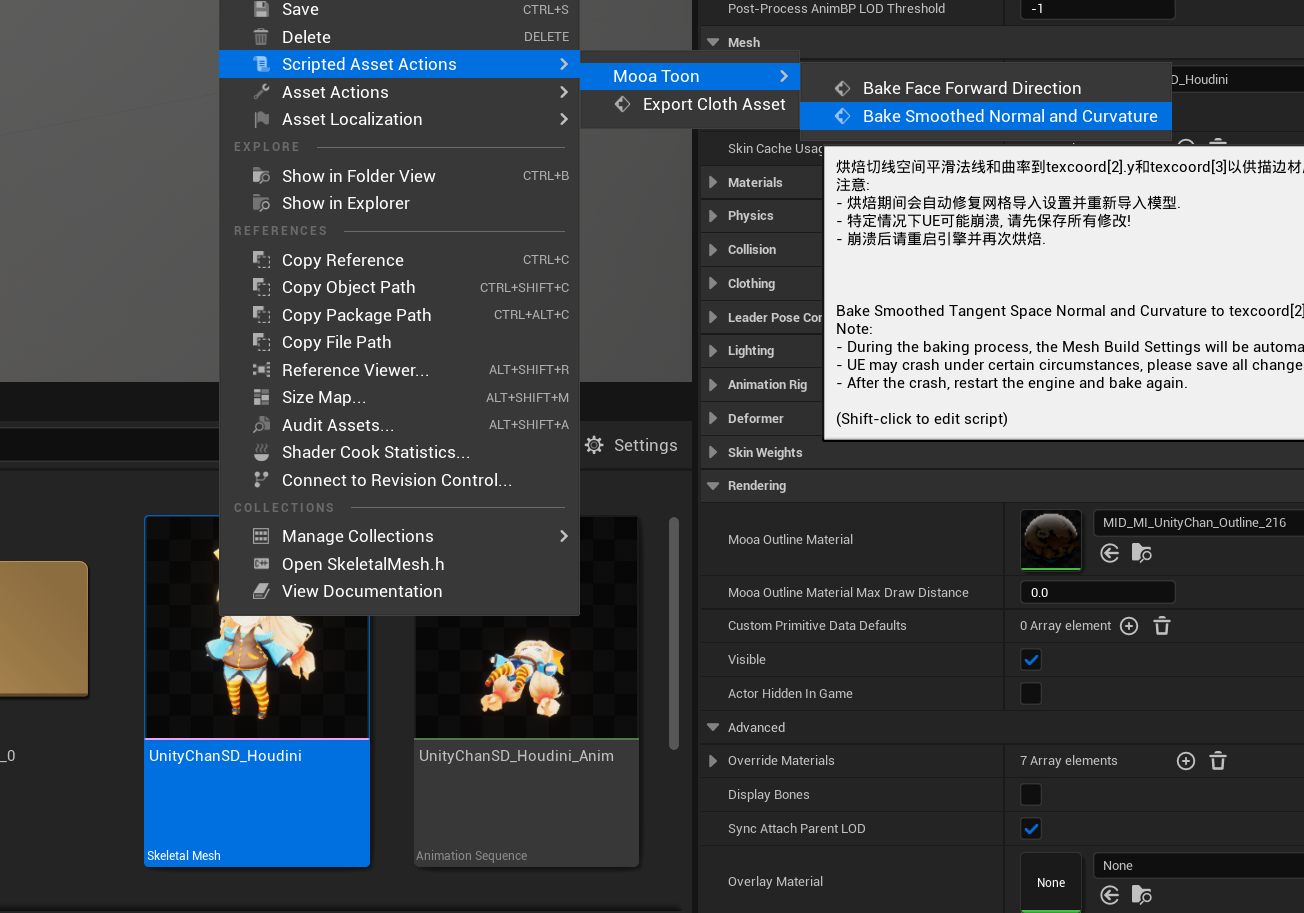 Save CTRL+S
Delete DELETE
Scripted Asset Actions
Asset Actions
Asset Localization
EXPLORE
Show in Folder View CTRL+B
Show in Explorer
REFERENCES
Copy Reference CTRL+C
Copy Object Path CTRL+SHIFT+C
Copy Package Path CTRL+ALT+C
Copy File Path
Reference Viewer... ALT+SHIFT+R
Size Map... ALT+SHIFT+M
Audit Assets... ALT+SHIFT+A
Shader Cook Statistics...
Connect to Revision Control...
COLLECTIONS
Manage Collections
Open SkeletalMesh.h
View Documentation
Mooa Toon
Export Cloth Asset
Bake Face Forward Direction
Bake Smoothed Normal and Curvature
烘焙切线空间平滑法线和曲率到texcoord[2].y和texcoord[3]以供描边材
注意:
- 烘焙期间会自动修复网格导入设置并重新导入模型.
- 特定情况下UE可能崩溃, 请先保存所有修改!
- 崩溃后请重启引擎并再次烘焙.
Bake Smoothed Tangent Space Normal and Curvature to texcoord[2]
Note:
- During the baking process, the Mesh Build Settings will be automa
- UE may crash under certain circumstances, please save all change
- After the crash, restart the engine and bake again.
(Shift-click to edit script)
Settings
_0
UnityChanSD_Houdini
Skeletal Mesh
UnityChanSD_Houdini_Anim
Animation Sequence
Post-Process AnimBP LOD Threshold -1
Mesh
D_Houdini
Skin Cache Usag
Materials
Physics
Collision
Clothing
Leader Pose Co
Lighting
Animation Rig
Deformer
Skin Weights
Rendering
Mooa Outline Material MID_MI_UnityChan_Outline_216
Mooa Outline Material Max Draw Distance 0.0
Custom Primitive Data Defaults 0 Array element
Visible
Actor Hidden In Game
Advanced
Override Materials 7 Array elements
Display Bones
Sync Attach Parent LOD
Overlay Material None None